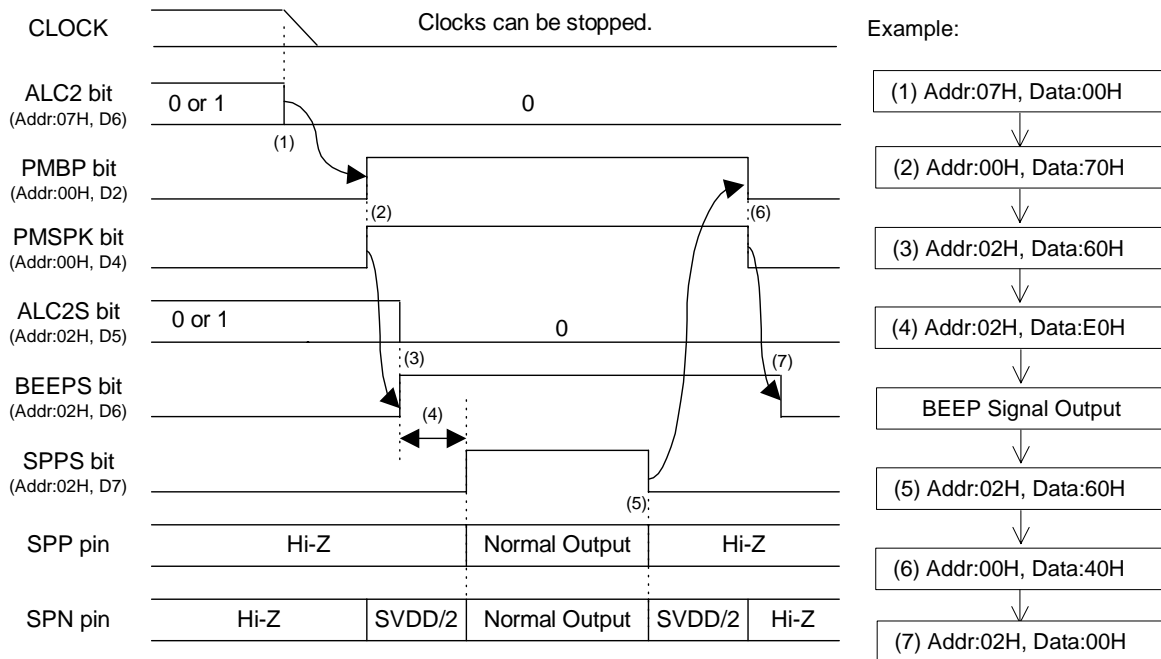 CLOCK
Clocks can be stopped.
Example:
ALC2 bit
(Addr:07H, D6)
0 or 1
0
(1)
(1) Addr:07H, Data:00H
PMBP bit
(Addr:00H, D2)
(2)
(6)
(2) Addr:00H, Data:70H
PMSPK bit
(Addr:00H, D4)
(3) Addr:02H, Data:60H
ALC2S bit
(Addr:02H, D5)
0 or 1
0
(3)
(7)
(4) Addr:02H, Data:E0H
BEEPS bit
(Addr:02H, D6)
(4)
BEEP Signal Output
SPPS bit
(Addr:02H, D7)
(5)
(5) Addr:02H, Data:60H
SPP pin
Hi-Z
Normal Output
Hi-Z
(6) Addr:00H, Data:40H
SPN pin
Hi-Z
SVDD/2
Normal Output
SVDD/2
Hi-Z
(7) Addr:02H, Data:00H